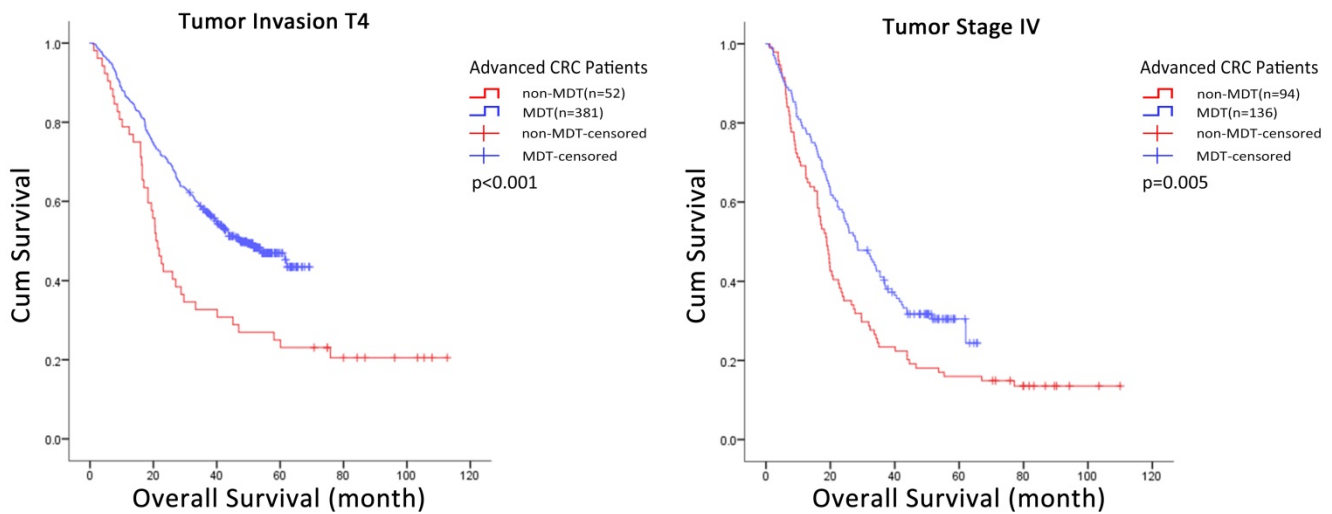 Tumor Invasion T4
Cum Survival
1.0
0.8
0.6
0.4
0.2
0.0
0 20 40 60 80 100 120
Overall Survival (month)
Advanced CRC Patients
non-MDT(n=52)
MDT(n=381)
non-MDT-censored
MDT-censored
p<0.001
Tumor Stage IV
Cum Survival
1.0
0.8
0.6
0.4
0.2
0.0
0 20 40 60 80 100 120
Overall Survival (month)
Advanced CRC Patients
non-MDT(n=94)
MDT(n=136)
non-MDT-censored
MDT-censored
p=0.005